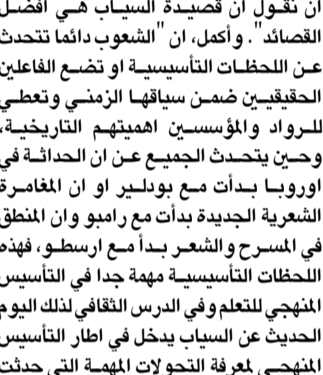 ان نقول ان قصيدة السياب هي افضل
القصائد". وأكمل، ان "الشعوب دائما تتحدث
عن اللحظات التأسيسية او تضع الفاعلين
الحقيقيين ضمن سياقها الزمني وتعطي
للرواد والمؤسسين اهميتهم التاريخية،
وحين يتحدث الجميع عن ان الحداثة في
اوروبا بدأت مع بودلير او ان المغامرة
الشعرية الجديدة بدأت مع رامبو وان المنطق
في المسرح والشعر بدأ مع ارسطو، فهذه
اللحظات التأسيسية مهمة جدا في التأسيس
المنهجي للتعلم وفي الدرس الثقافي لذلك اليوم
الحديث عن السياب يدخل في اطار التأسيس
المنهجي لمعرفة التحولات المهمة التي حدثت